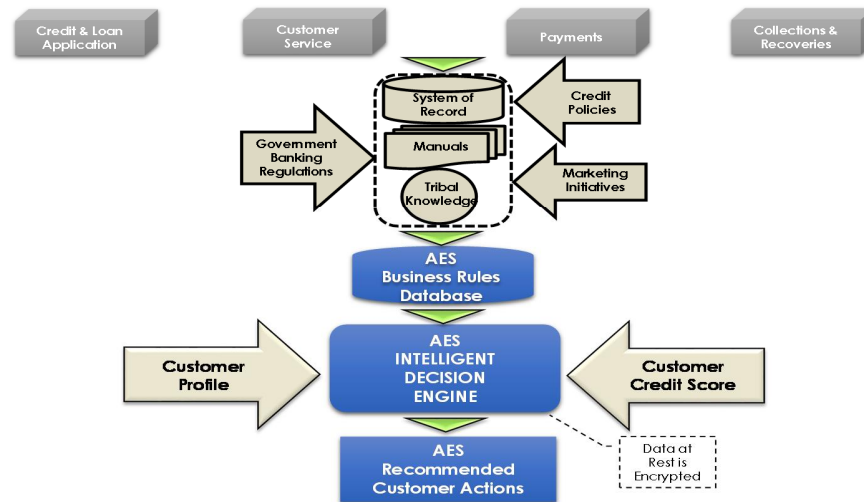 Credit & Loan
Application
Customer
Service
Payments
Collections &
Recoveries
System of
Record
Credit
Policies
Government
Banking
Regulations
Manuals
Marketing
Initiatives
Tribal
Knowledge
AES
Business Rules
Database
AES
INTELLIGENT
DECISION
ENGINE
Customer
Profile
Customer
Credit Score
Data at
Rest is
Encrypted
AES
Recommended
Customer Actions